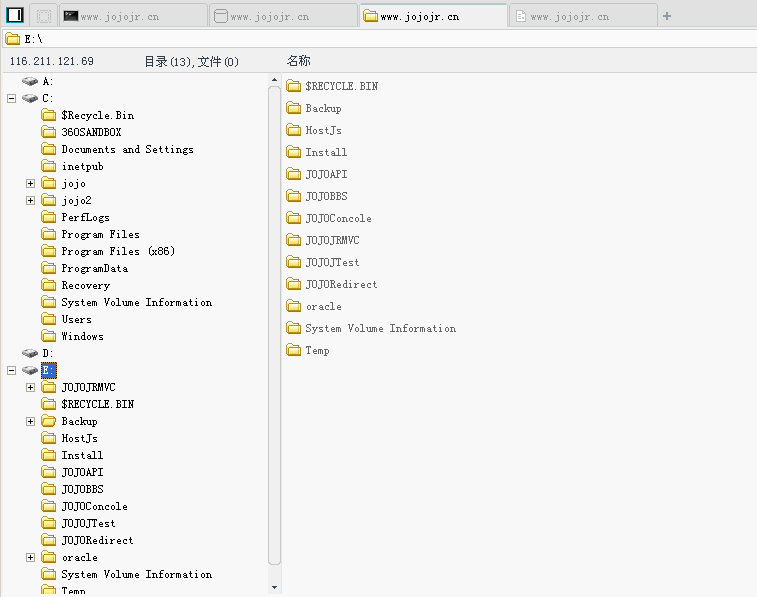 www.jojojr.cn www.jojojr.cn www.jojojr.cn www.jojojr.cn
E:\
116.211.121.69 目录(13),文件(0) 名称
A:
C:
$Recycle.Bin
360SANDBOX
Documents and Settings
inetpub
jojo
jojo2
PerfLogs
Program Files
Program Files (x86)
ProgramData
Recovery
System Volume Information
Users
Windows
D:
E:
JOJOJRMVC
$RECYCLE.BIN
Backup
HostJs
Install
JOJOAPI
JOJOBBS
JOJOConcole
JOJOJTest
JOJORedirect
oracle
System Volume Information
Temp
$RECYCLE.BIN
Backup
HostJs
Install
JOJOAPI
JOJOBBS
JOJOConcole
JOJOJRMVC
JOJOJTest
JOJORedirect
oracle
System Volume Information
Temp